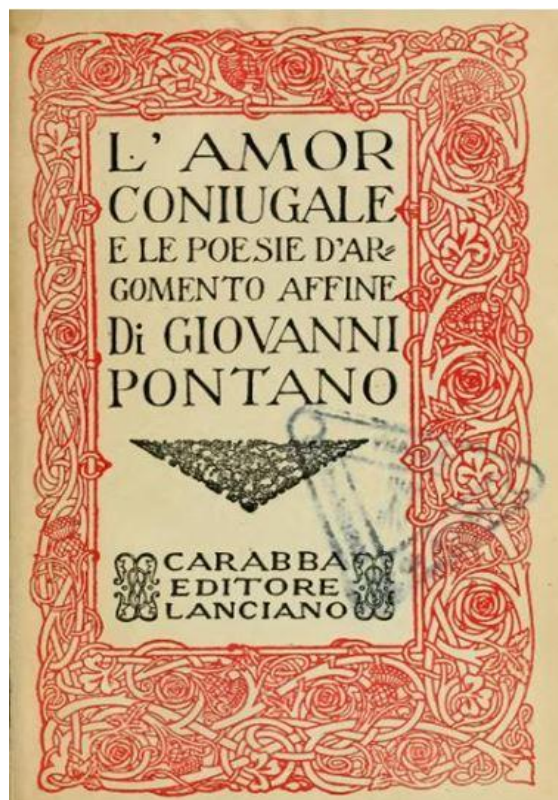 L' AMOR
CONIUGALE
E LE POESIE D'AR=
GOMENTO AFFINE
Di GIOVANNI
PONTANO
CARABBA
EDITORE
LANCIANO